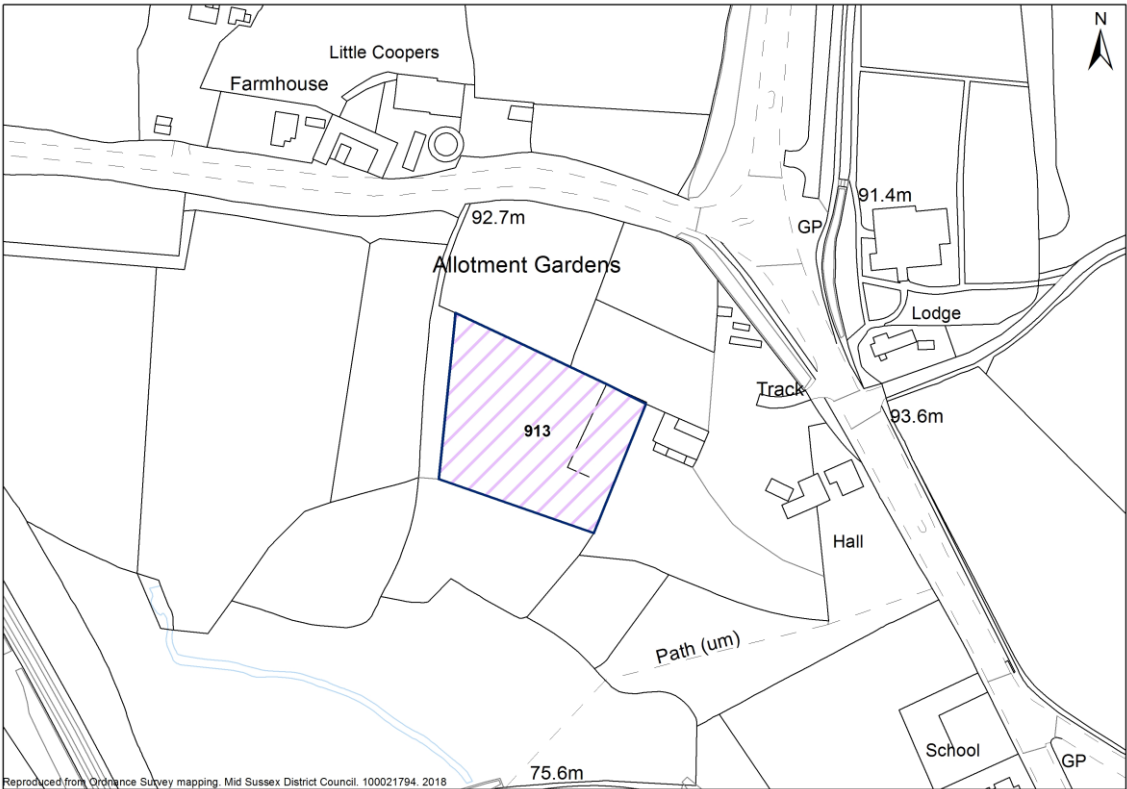 N
Little Coopers
Farmhouse
91.4m
92.7m
GP
Allotment Gardens
Lodge
Track
93.6m
913
Hall
Path (um)
School
GP
75.6m
Reproduced from Ordnance Survey mapping. Mid Sussex District Council. 100021794. 2018